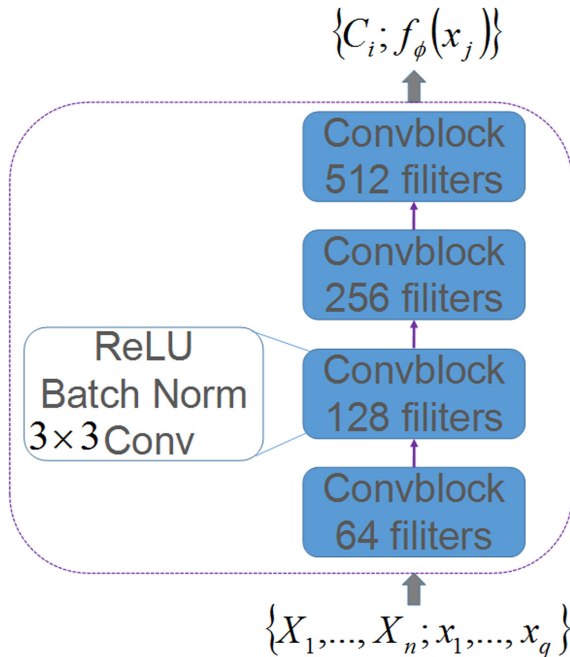 {C_i; f_ϕ(x_j)}
Convblock
512 filiters
Convblock
256 filiters
ReLU
Batch Norm
3×3 Conv
Convblock
128 filiters
Convblock
64 filiters
{X_1,..., X_n; x_1,..., x_q}